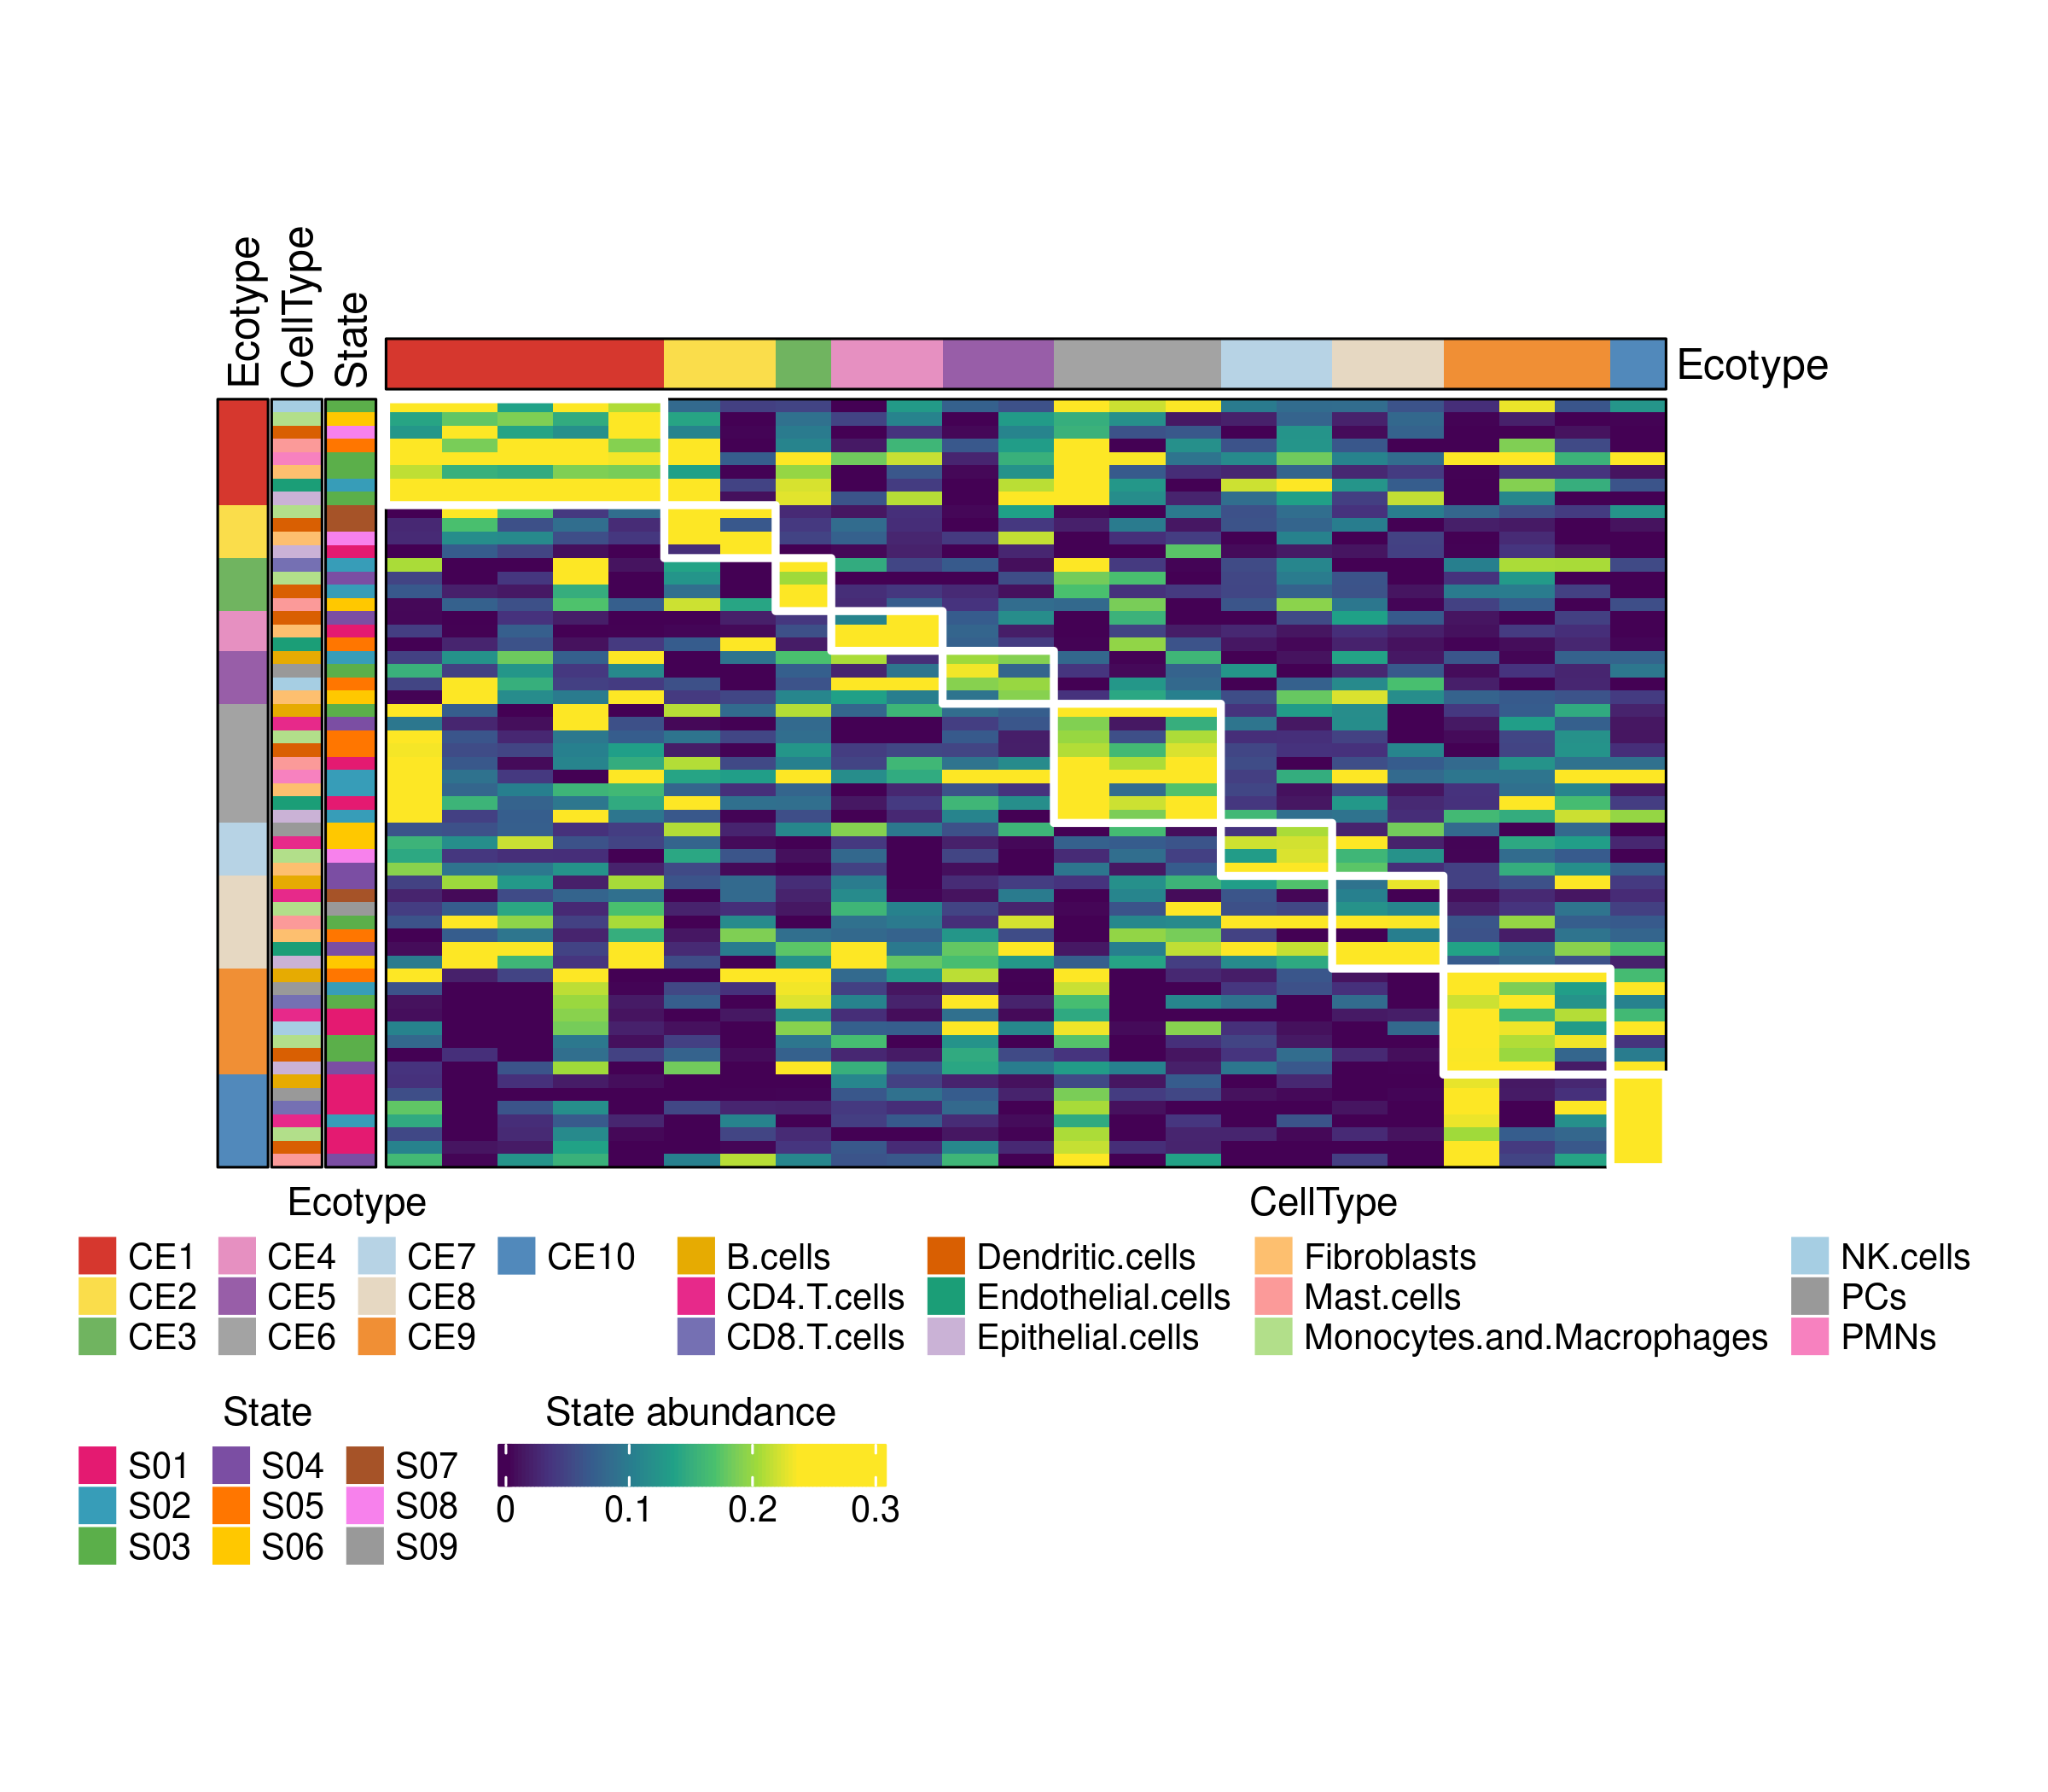 Ecotype
CellType
State
Ecotype
Ecotype
CE1 CE4 CE7 CE10
CE2 CE5 CE8
CE3 CE6 CE9
CellType
B.cells Dendritic.cells Fibroblasts NK.cells
CD4.T.cells Endothelial.cells Mast.cells PCs
CD8.T.cells Epithelial.cells Monocytes.and.Macrophages PMNs
State
S01 S04 S07
S02 S05 S08
S03 S06 S09
State abundance
0 0.1 0.2 0.3